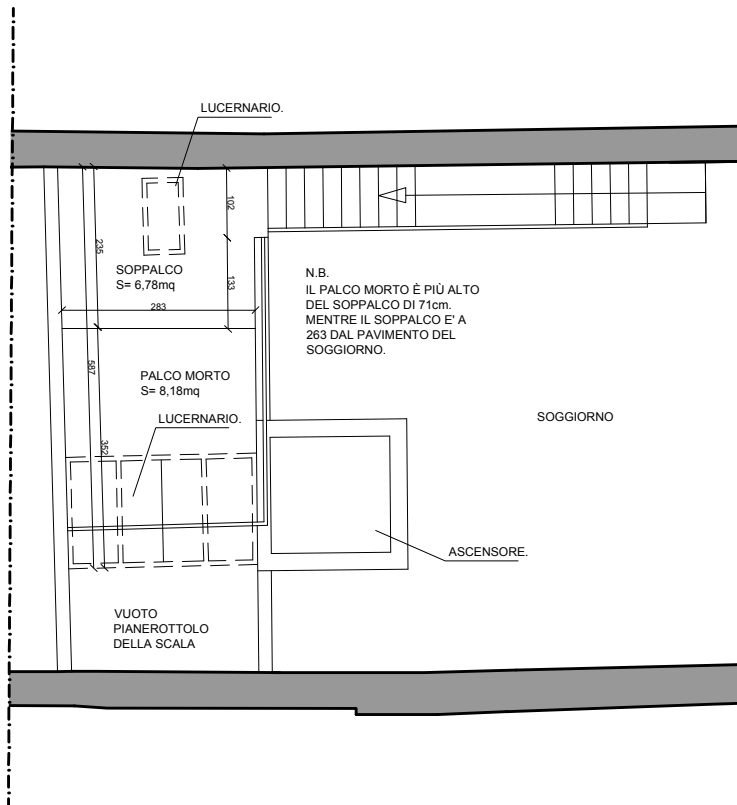 LUCERNARIO.
102
235
SOPPALCO
S= 6,78mq
133
283
N.B.
IL PALCO MORTO È PIÙ ALTO
DEL SOPPALCO DI 71cm.
MENTRE IL SOPPALCO E' A
263 DAL PAVIMENTO DEL
SOGGIORNO.
587
PALCO MORTO
S= 8,18mq
LUCERNARIO.
352
SOGGIORNO
ASCENSORE.
VUOTO
PIANEROTTOLO
DELLA SCALA